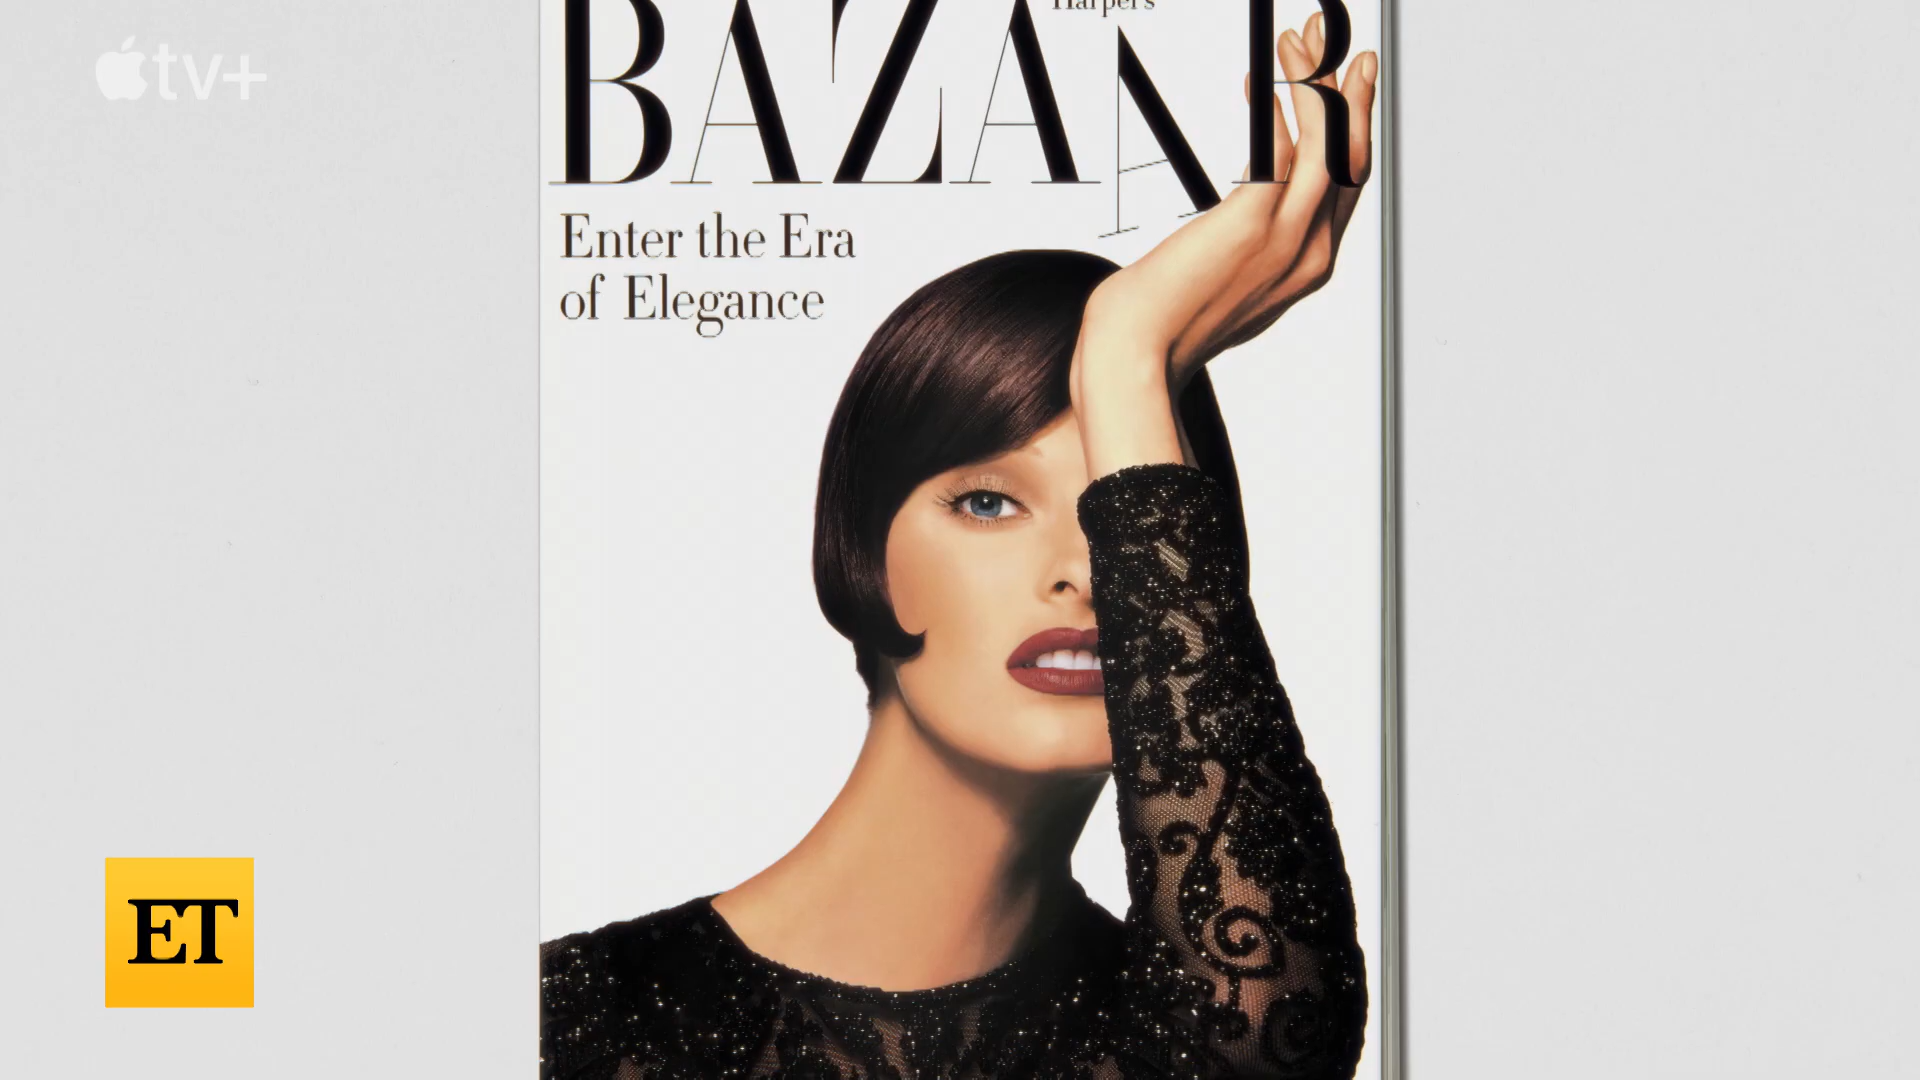 tv+
Harper's
BAZAAR
Enter the Era
of Elegance
ET